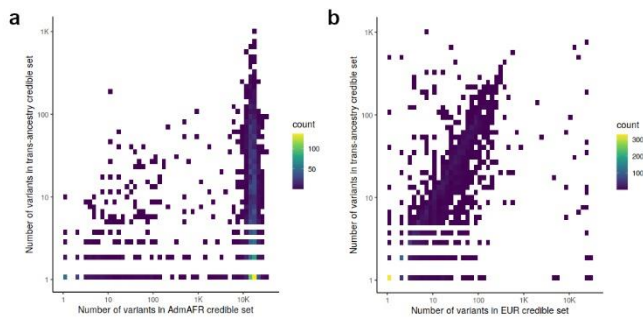 a
b
1K
100
10
1
Number of variants in trans-ancestry credible set
1
10
100
1K
10K
Number of variants in AdmAFR credible set
count
100
50
1K
100
10
1
Number of variants in trans-ancestry credible set
1
10
100
1K
10K
Number of variants in EUR credible set
count
300
200
100